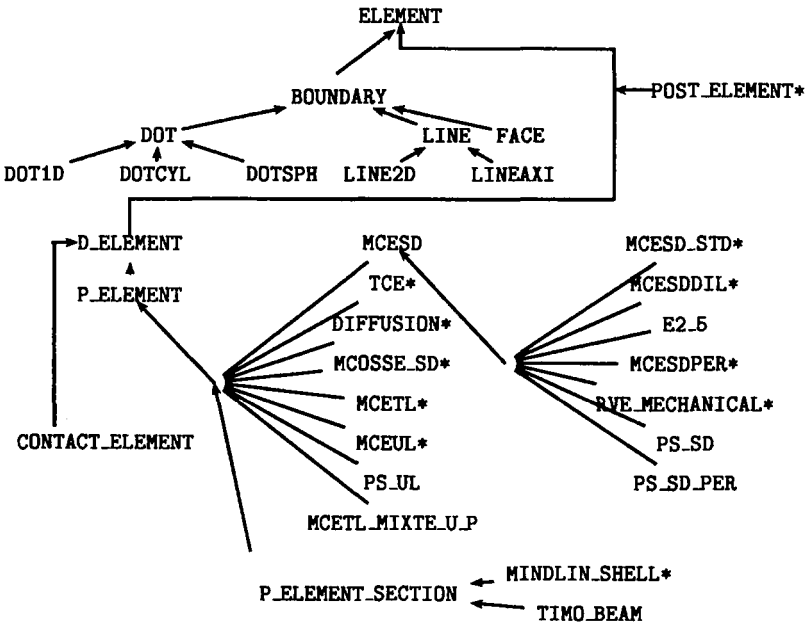 ELEMENT
POST_ELEMENT*
BOUNDARY
DOT
LINE
FACE
DOT1D
DOTCYL
DOTSPH
LINE2D
LINEAXI
D_ELEMENT
P_ELEMENT
CONTACT_ELEMENT
MCESD
TCE*
DIFFUSION*
MCOSSE_SD*
MCETL*
MCEUL*
PS_UL
MCETL_MIXTE_U_P
MCESD_STD*
MCESDDIL*
E2_5
MCESDPER*
RVE_MECHANICAL*
PS_SD
PS_SD_PER
P_ELEMENT_SECTION
MINDLIN_SHELL*
TIMO_BEAM